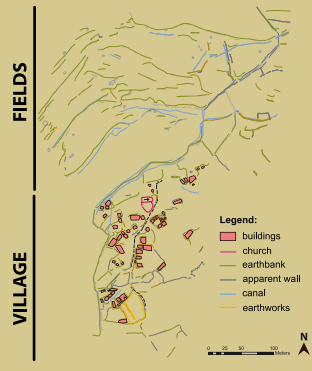 FIELDS
VILLAGE
Legend:
buildings
church
earthbank
apparent wall
canal
earthworks
N
0 25 50 100
Meters